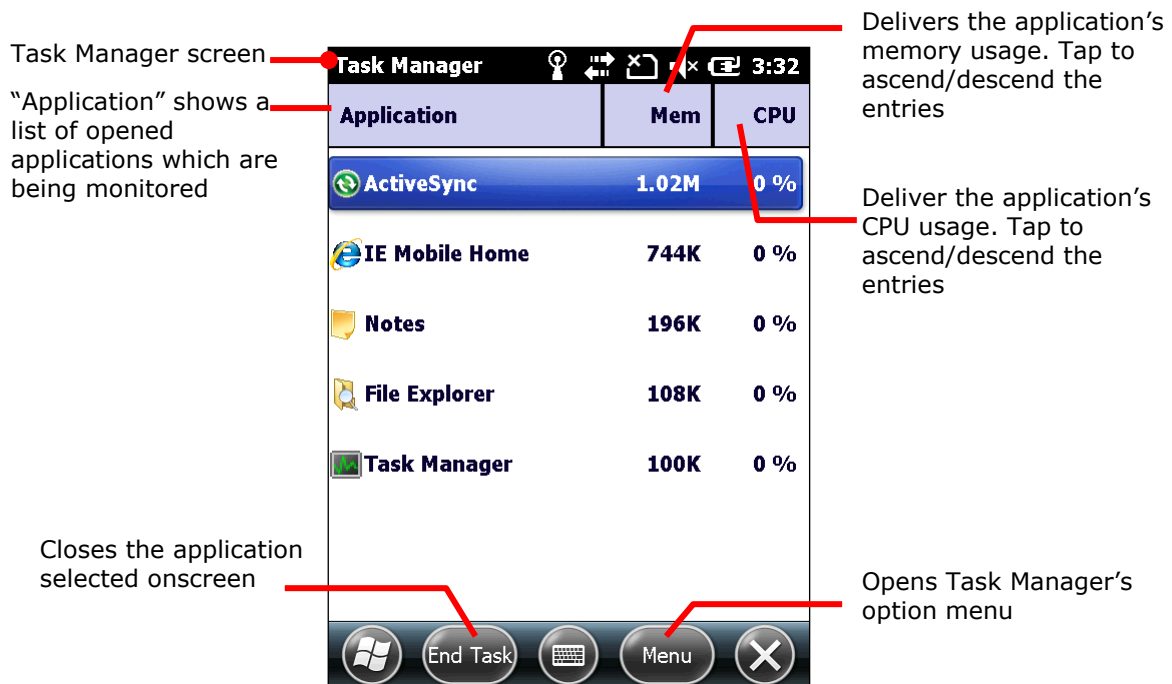 Task Manager screen
“Application” shows a
list of opened
applications which are
being monitored
Delivers the application’s
memory usage. Tap to
ascend/descend the
entries
Task Manager 3:32
Application Mem CPU
ActiveSync 1.02M 0 %
IE Mobile Home 744K 0 %
Notes 196K 0 %
File Explorer 108K 0 %
Task Manager 100K 0 %
Deliver the application’s
CPU usage. Tap to
ascend/descend the
entries
Closes the application
selected onscreen
Opens Task Manager’s
option menu
End Task Menu